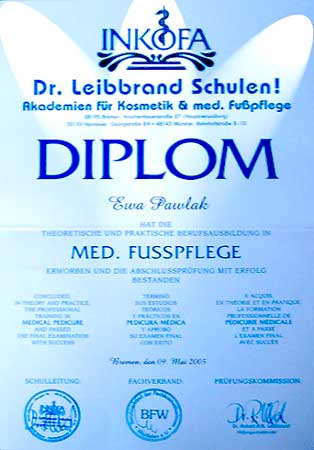 INKOFA
Dr. Leibbrand Schulen!
Akademien für Kosmetik & med. Fußpflege
DIPLOM
Ewa Pawlak
HAT DIE
THEORETISCHE UND PRAKTISCHE BERUFSAUSBILDUNG IN
MED. FUSSPFLEGE
ERWORBEN UND DIE ABSCHLUSSPRÜFUNG MIT ERFOLG
BESTANDEN
CONCLUDED,
IN THEORY AND PRACTICE,
THE PROFESSIONAL
TRAINING IN
MEDICAL PEDICURE
AND PASSED
THE FINAL EXAMINATION
WITH SUCCESS
TERMINÓ
SUS ESTUDIOS
TEÓRICOS
Y PRÁCTICOS EN
PEDICURA MÉDICA
Y APROBÓ
SU EXAMEN FINAL
CON EXITO
A ACQUIS,
EN THÉORIE ET EN PRATIQUE,
LA FORMATION
PROFESSIONNELLE DE
PEDICURIE MEDICALE
ET A PASSÉ
L'EXAMEN FINAL
AVEC SUCCÈS
Bremen, den 09. Mai 2005
SCHULLEITUNG:
FACHVERBAND:
PRÜFUNGSKOMMISSION
BFW